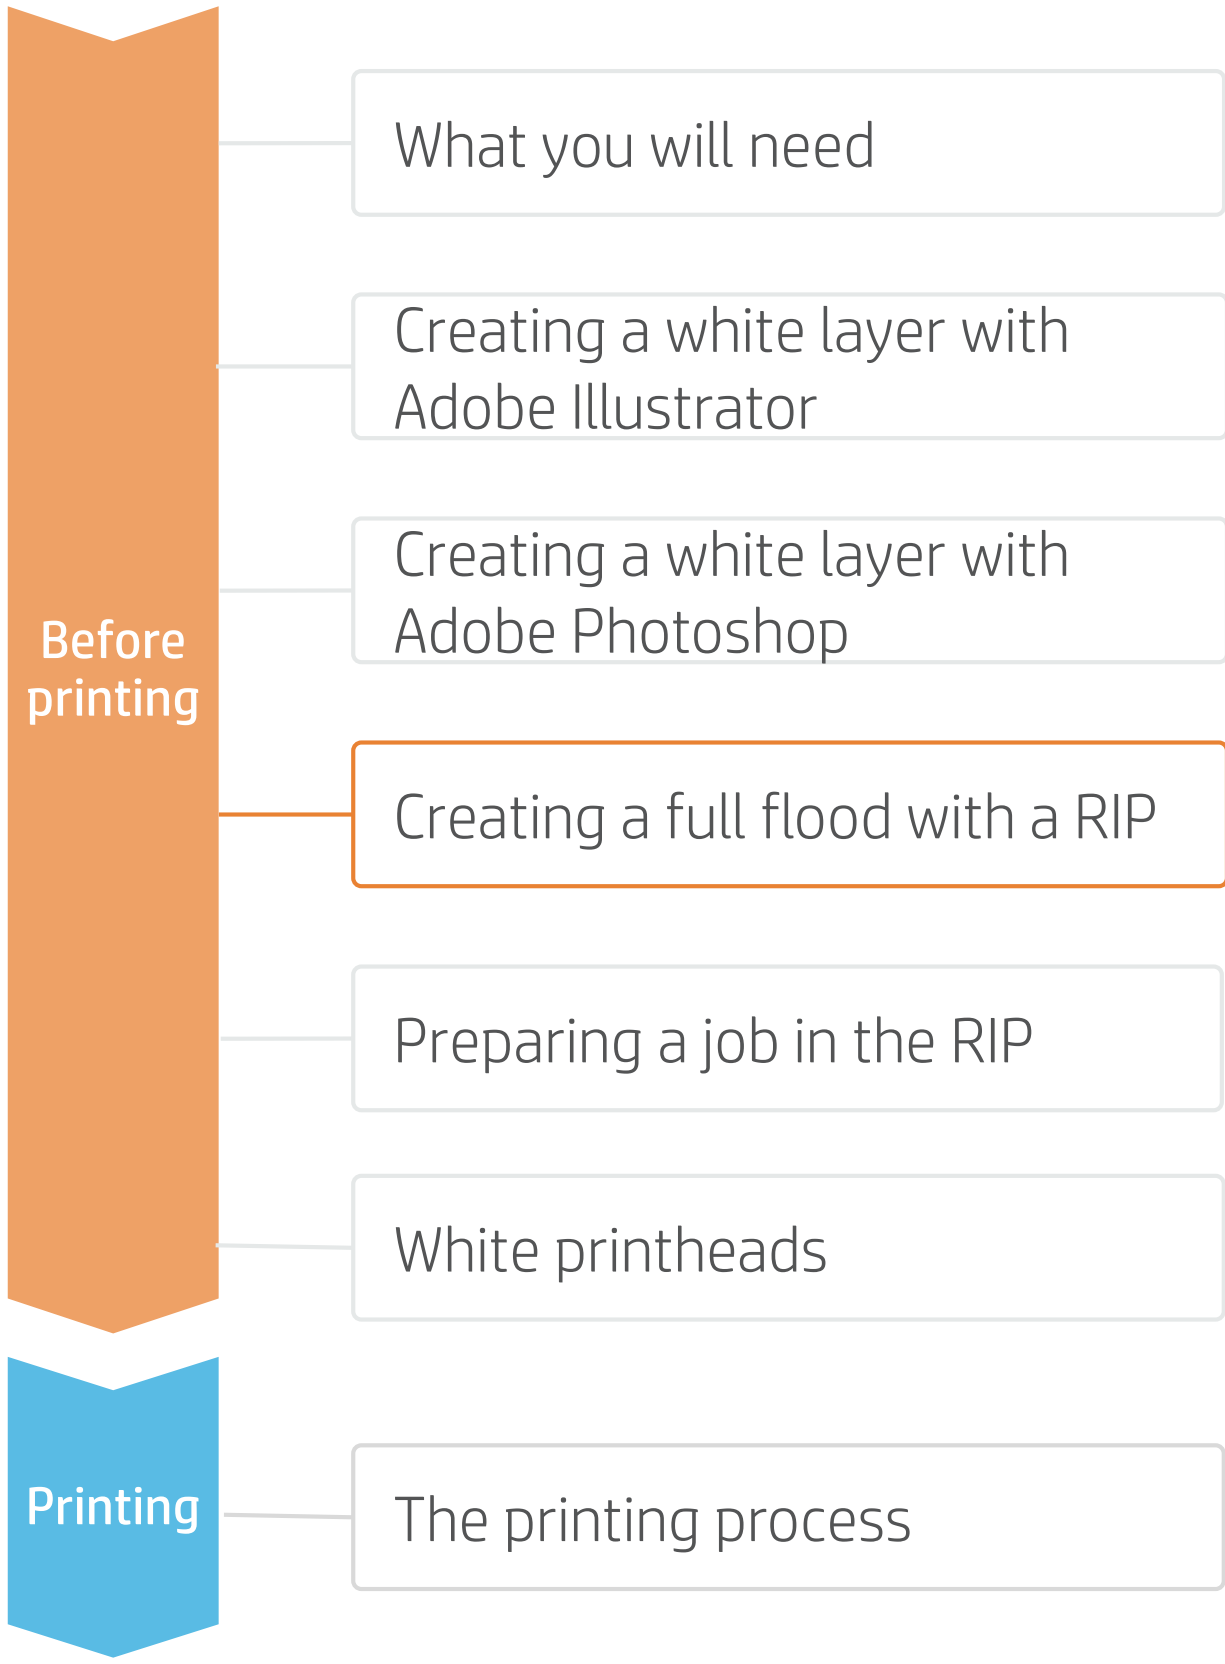 What you will need
Creating a white layer with
Adobe Illustrator
Creating a white layer with
Adobe Photoshop
Before
printing
Creating a full flood with a RIP
Preparing a job in the RIP
White printheads
Printing
The printing process